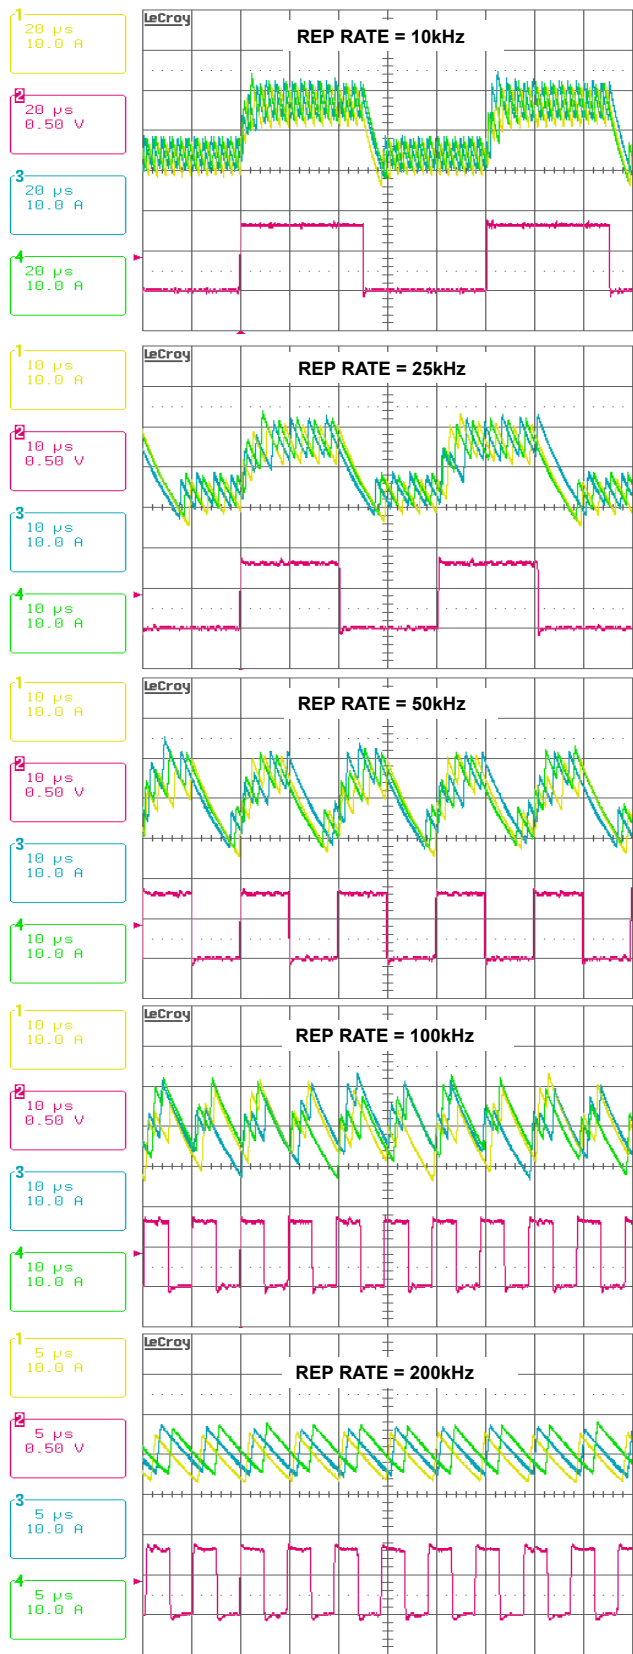 LeCroy
REP RATE = 10kHz
1
20 µs
10.0 A
2
20 µs
0.50 V
3
20 µs
10.0 A
4
20 µs
10.0 A
LeCroy
REP RATE = 25kHz
1
10 µs
10.0 A
2
10 µs
0.50 V
3
10 µs
10.0 A
4
10 µs
10.0 A
LeCroy
REP RATE = 50kHz
1
10 µs
10.0 A
2
10 µs
0.50 V
3
10 µs
10.0 A
4
10 µs
10.0 A
LeCroy
REP RATE = 100kHz
1
10 µs
10.0 A
2
10 µs
0.50 V
3
10 µs
10.0 A
4
10 µs
10.0 A
LeCroy
REP RATE = 200kHz
1
5 µs
10.0 A
2
5 µs
0.50 V
3
5 µs
10.0 A
4
5 µs
10.0 A